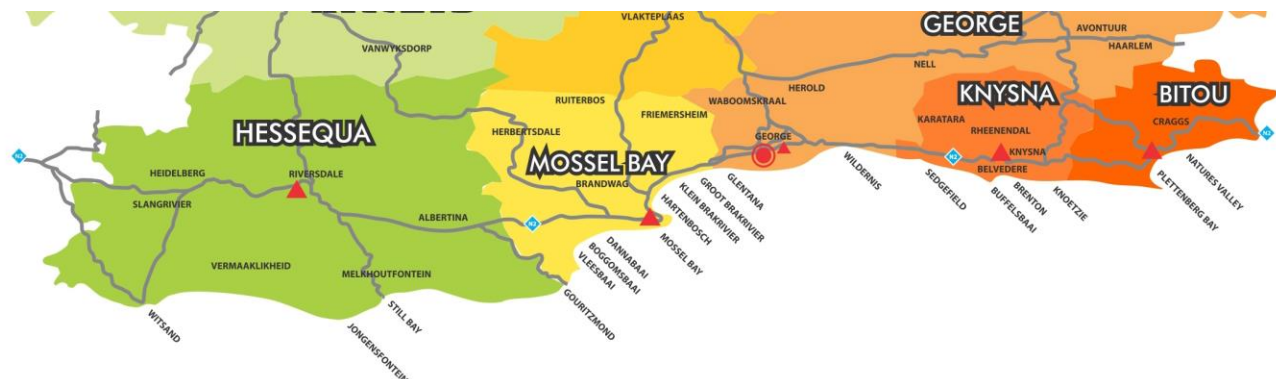 VLAKTEPLAAS
GEORGE
AVONTUUR
HAARLEM
VANWYKSDORP
NELL
HEROLD
KNYSNA
BITOU
RUITERBOS
WABOOMSKRAAL
FRIEMERSHEIM
KARATARA
CRAGGS
HESSEQUA
HERBERTSDALE
GEORGE
RHEENENDAL
N2
MOSSEL BAY
KNYSNA
N2
N2
HEIDELBERG
RIVERSDALE
BRANDWAG
BELVEDERE
SLANGRIVIER
ALBERTINA
N2
VERMAAKLIKHEID
MELKHOUTFONTEIN
WITSAND
JONGENSFONTEIN
STILL BAY
GOURITZMOND
VLEESBAAI
BOGGOMSBAAI
DANNABAAI
MOSSEL BAY
HARTENBOSCH
KLEIN BRAKRIVIER
GROOT BRAKRIVIER
GLENTANA
WILDERNIS
SEDGEFIELD
BUFFELSBAAI
BRENTON
KNOETZIE
PLETTENBERG BAY
NATURES VALLEY